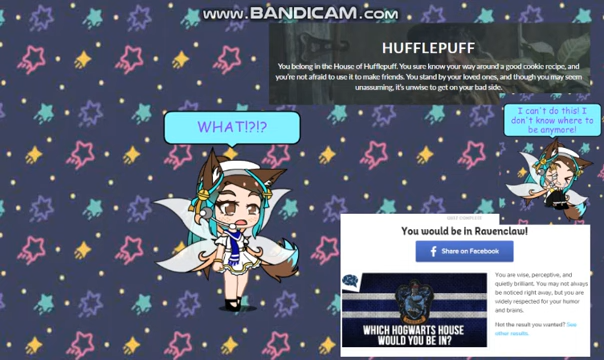 www.BANDICAM.com
HUFFLEPUFF
You belong in the House of Hufflepuff. You sure know your way around a good cookie recipe, and
you're not afraid to use it to make friends. You stand by your loved ones, and though you may seem
unassuming, it's unwise to get on your bad side.
WHAT!?!?
I can't do this! I
don't know where to
be anymore!
You would be in Ravenclaw!
Share on Facebook
You are wise, perceptive, and
quietly brilliant. You may not always
be noticed right away, but you are
widely respected for your humor
and brains.
Not the result you wanted? See
other results.
WHICH HOGWARTS HOUSE
WOULD YOU BE IN?